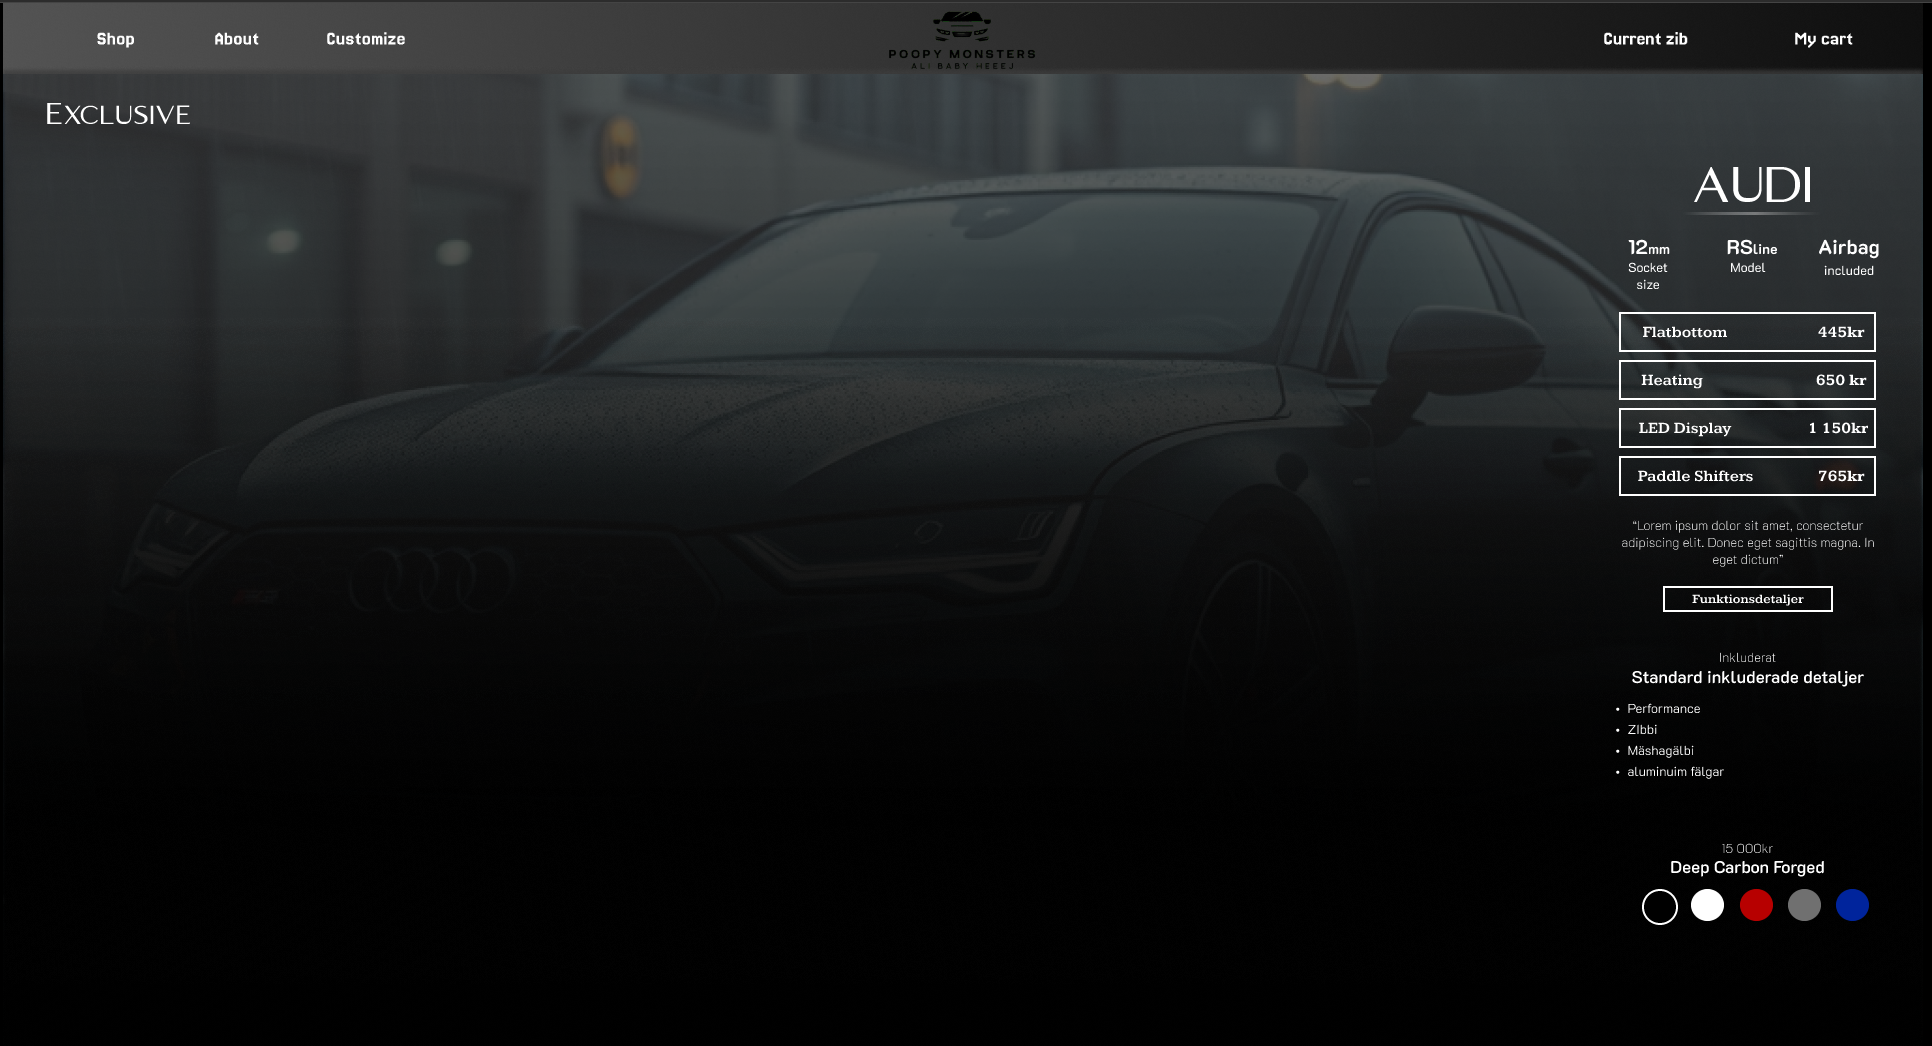 Shop About Customize Current zib My cart
POOPY MONSTERS
ALI BABY HEEEJ
EXCLUSIVE
AUDI
12mm RSline Airbag
Socket Model included
size
Flatbottom 445kr
Heating 650 kr
LED Display 1 150kr
Paddle Shifters 765kr
“Lorem ipsum dolor sit amet, consectetur
adipiscing elit. Donec eget sagittis magna. In
eget dictum”
Funktionsdetaljer
Inkluderat
Standard inkluderade detaljer
• Performance
• ZIbbi
• Mäshagälbi
• aluminuim fälgar
15 000kr
Deep Carbon Forged